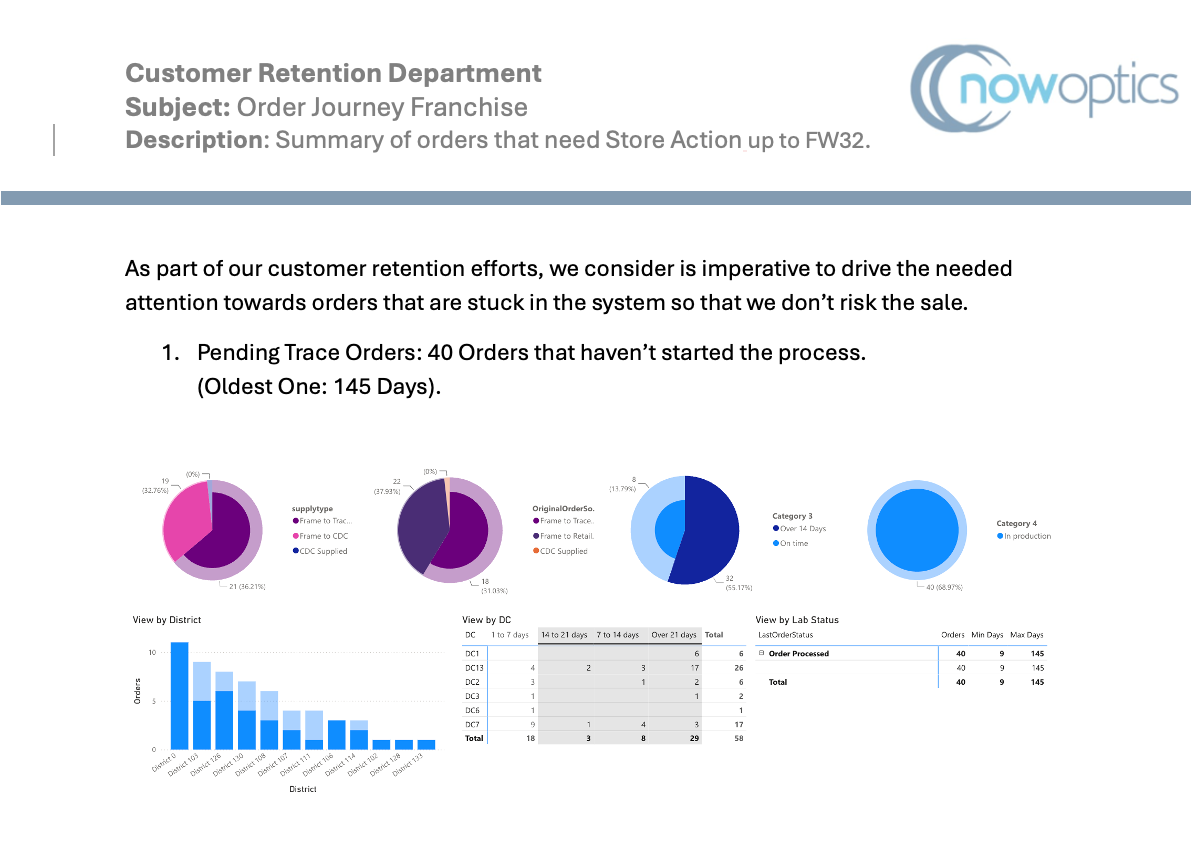 Customer Retention Department
Subject: Order Journey Franchise
Description: Summary of orders that need Store Action up to FW32.
nowoptics
As part of our customer retention efforts, we consider is imperative to drive the needed
attention towards orders that are stuck in the system so that we don't risk the sale.
1. Pending Trace Orders: 40 Orders that haven't started the process.
(Oldest One: 145 Days).
19
(32.76%)
(0%)
21 (36.21%)
supplytype
Frame to Trac...
Frame to CDC
CDC Supplied
22
(37.93%)
(0%)
18
(31.03%)
OriginalOrderSo.
Frame to Trace.
Frame to Retail.
CDC Supplied
8
(13.79%)
32
(55.17%)
Category 3
Over 14 Days
On time
40 (68.97%)
Category 4
In production
View by District
Orders
10
5
0
District 0
District 103
District 126
District 130
District 108
District 107
District 111
District 106
District 114
District 102
District 128
District 133
District
View by DC
DC 1 to 7 days 14 to 21 days 7 to 14 days Over 21 days Total
DC1 6 6
DC13 4 2 3 17 26
DC2 3 1 2 6
DC3 1 1 2
DC6 1 1
DC7 9 1 4 3 17
Total 18 3 8 29 58
View by Lab Status
LastOrderStatus Orders Min Days Max Days
Order Processed 40 9 145
40 9 145
Total 40 9 145